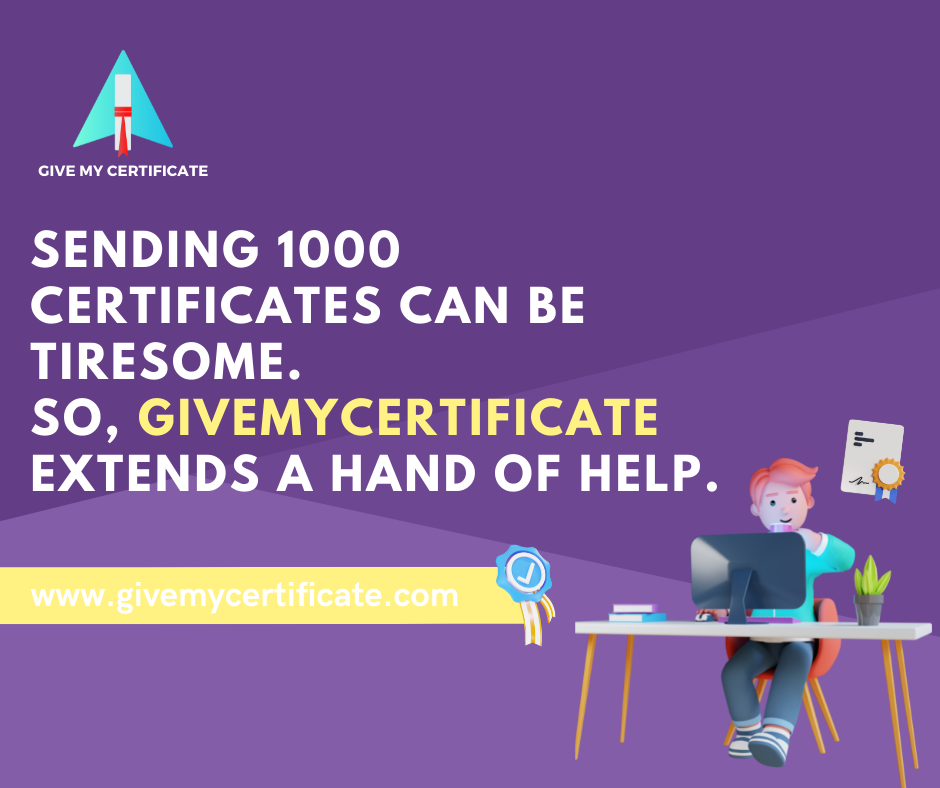 GIVE MY CERTIFICATE
SENDING 1000
CERTIFICATES CAN BE
TIRESOME.
SO, GIVEMYCERTIFICATE
EXTENDS A HAND OF HELP.
www.givemycertificate.com